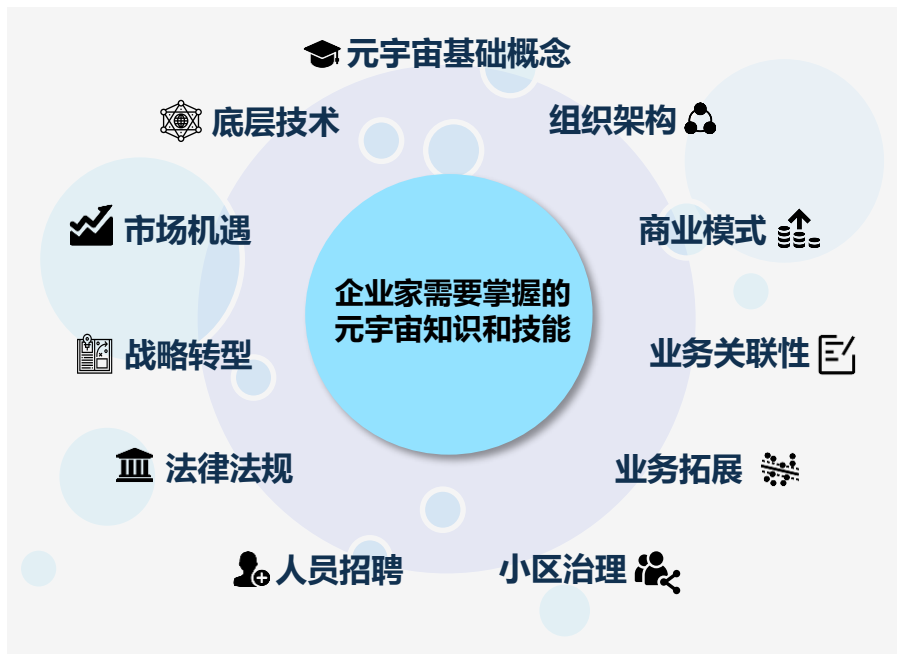 元宇宙基础概念
底层技术
组织架构
市场机遇
商业模式
企业家需要掌握的
元宇宙知识和技能
战略转型
业务关联性
法律法规
业务拓展
人员招聘
小区治理